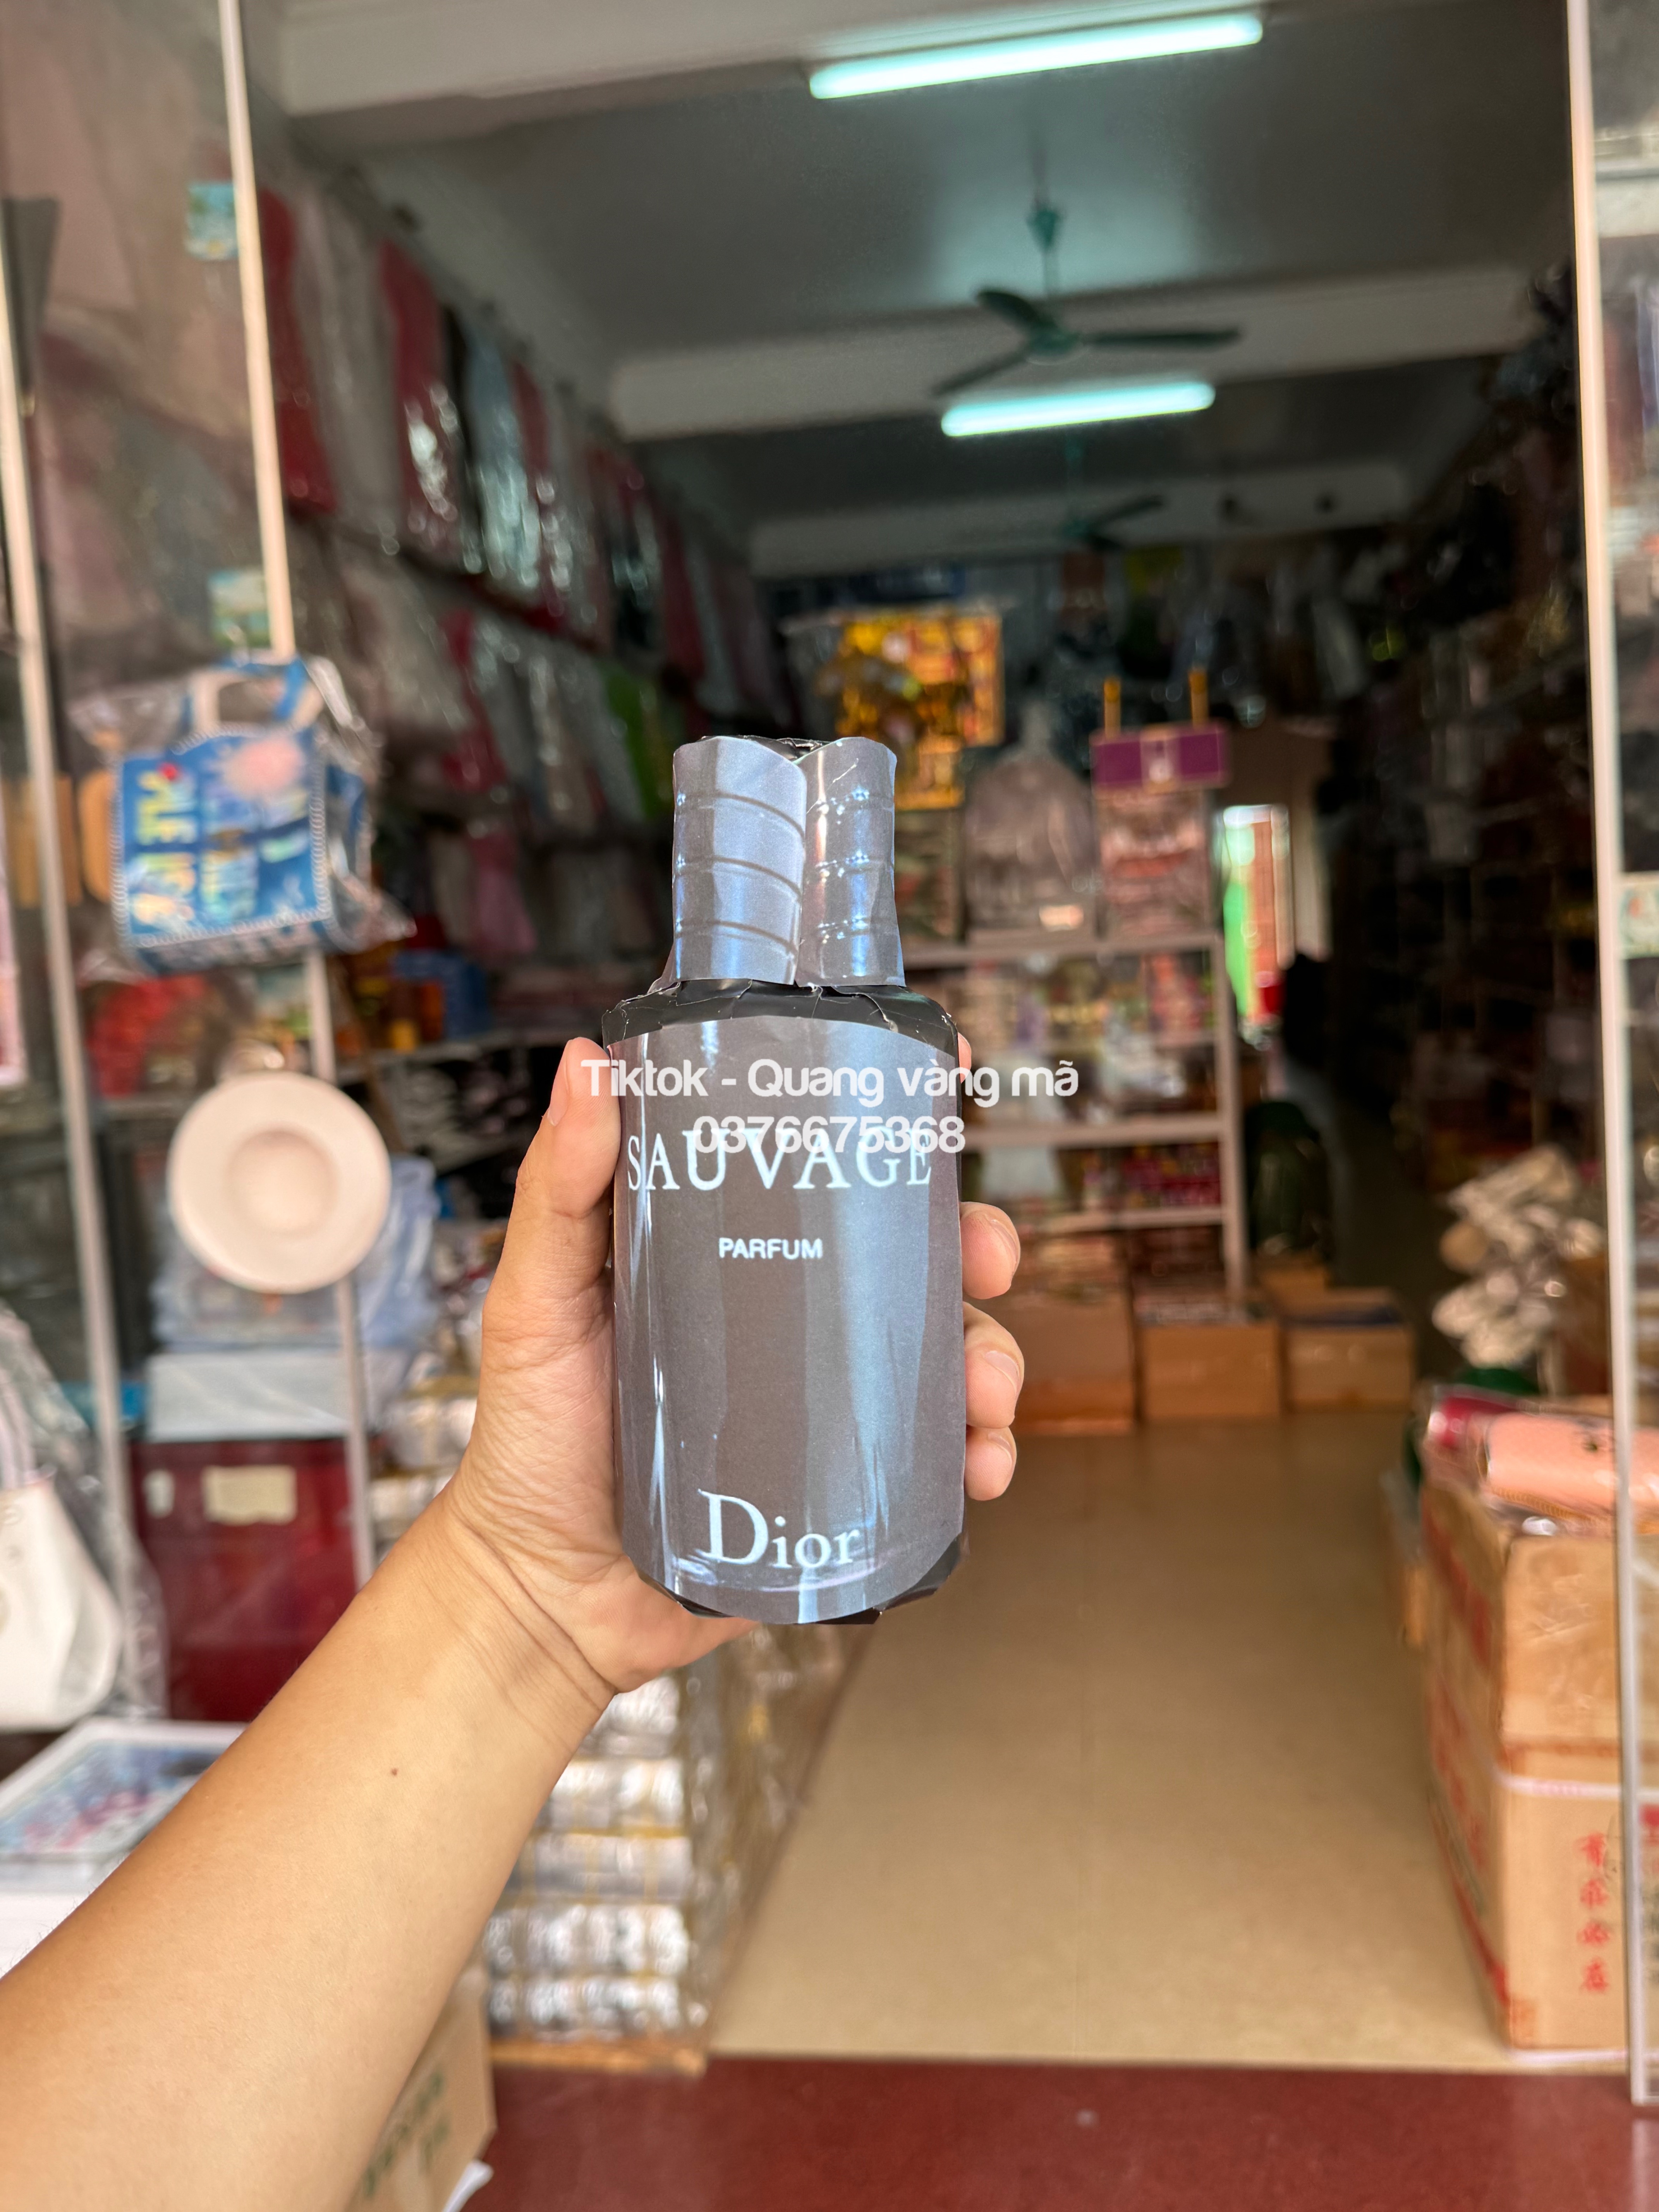 Tiktok - Quang vàng mã
0376675368
SAUVAGE
PARFUM
Dior